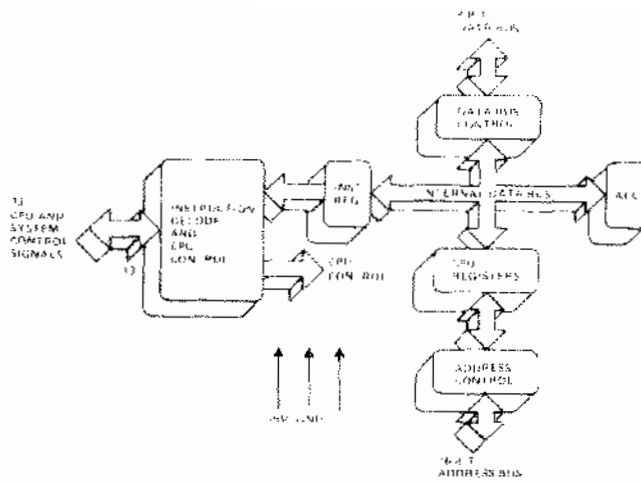 DATA BUS
DATA BUS
CONTROL
13
CPU AND
SYSTEM
CONTROL
SIGNALS
INSTRUCTION
DECODE
AND
CPU
CONTROL
INST
REG
INTERNAL DATA BUS
13
CPU
CONTROL
CPU
REGISTERS
ADDRESS
CONTROL
ADDRESS BUS